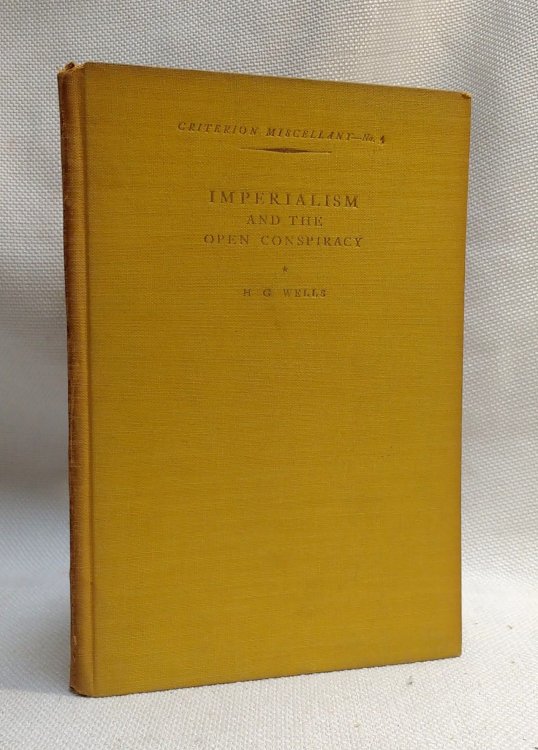 CRITERION MISCELLANY—No. 4
IMPERIALISM
AND THE
OPEN CONSPIRACY
*
H. G. WELLS